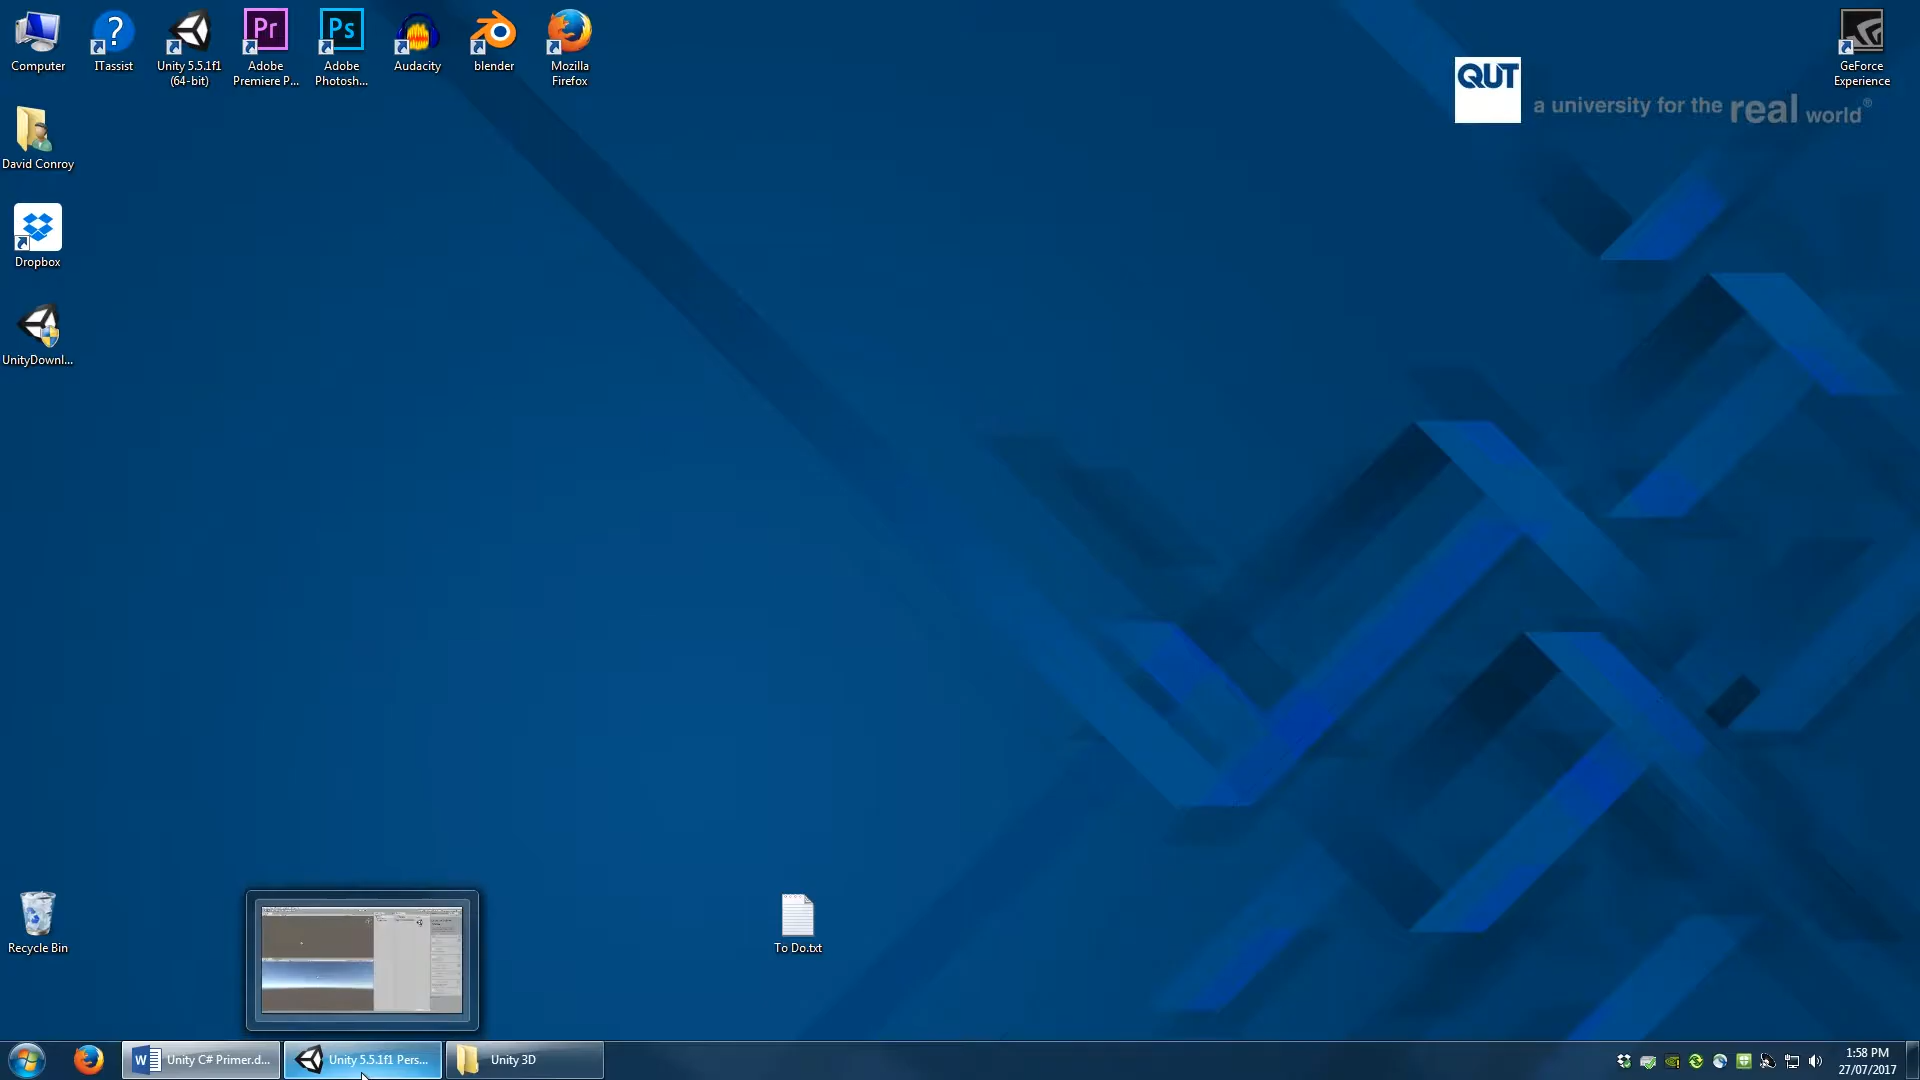 Computer
ITassist
Unity 5.5.1f1
(64-bit)
Adobe
Premiere P...
Adobe
Photosh...
Audacity
blender
Mozilla
Firefox
GeForce
Experience
QUT
a university for the real world®
David Conroy
Dropbox
UnityDownl...
Recycle Bin
To Do.txt
Unity C# Primer.d...
Unity 5.5.1f1 Pers...
Unity 3D
1:58 PM
27/07/2017